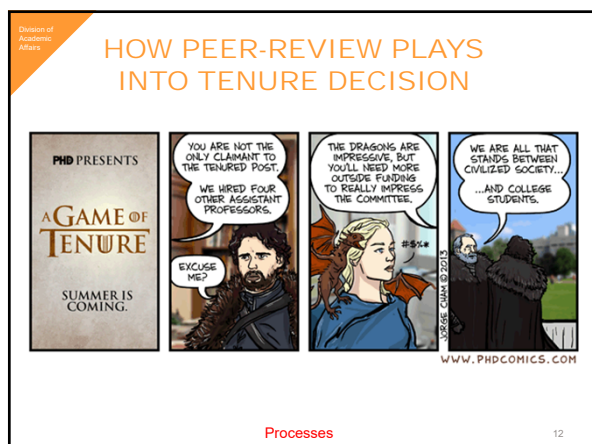 Division of
Academic
Affairs
HOW PEER-REVIEW PLAYS
INTO TENURE DECISION
PHD PRESENTS
A GAME OF
TENURE
SUMMER IS
COMING.
YOU ARE NOT THE
ONLY CLAIMANT TO
THE TENURED POST.
WE HIRED FOUR
OTHER ASSISTANT
PROFESSORS.
EXCUSE
ME?
THE DRAGONS ARE
IMPRESSIVE, BUT
YOU'LL NEED MORE
OUTSIDE FUNDING
TO REALLY IMPRESS
THE COMMITTEE.
#$%*
JORGE CHAM © 2013
WE ARE ALL THAT
STANDS BETWEEN
CIVILIZED SOCIETY...
...AND COLLEGE
STUDENTS.
WWW.PHDCOMICS.COM
Processes
12